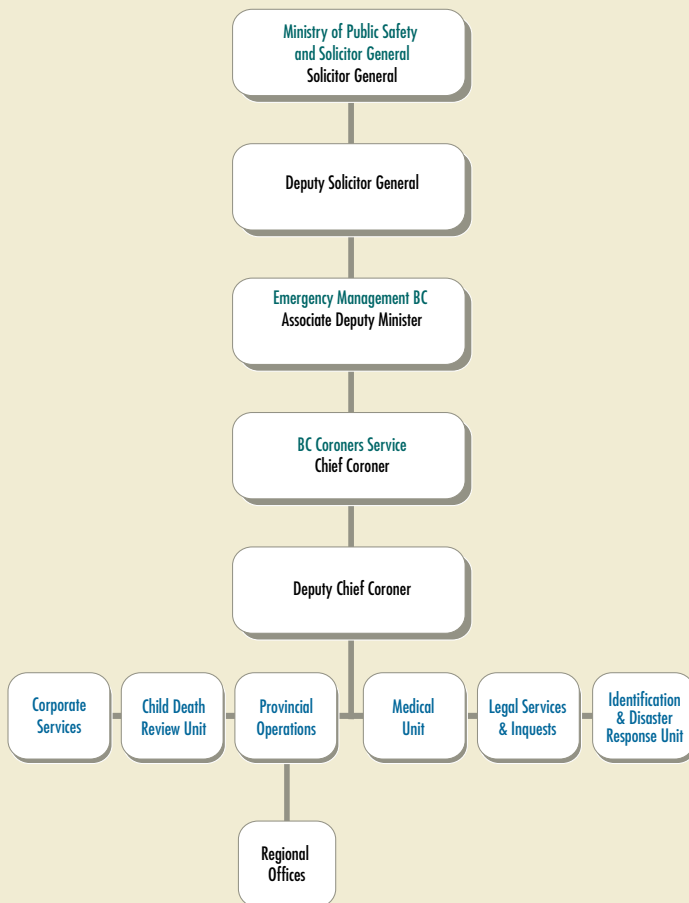 Ministry of Public Safety
and Solicitor General
Solicitor General
Deputy Solicitor General
Emergency Management BC
Associate Deputy Minister
BC Coroners Service
Chief Coroner
Deputy Chief Coroner
Corporate
Services
Child Death
Review Unit
Provincial
Operations
Medical
Unit
Legal Services
& Inquests
Identification
& Disaster
Response Unit
Regional
Offices